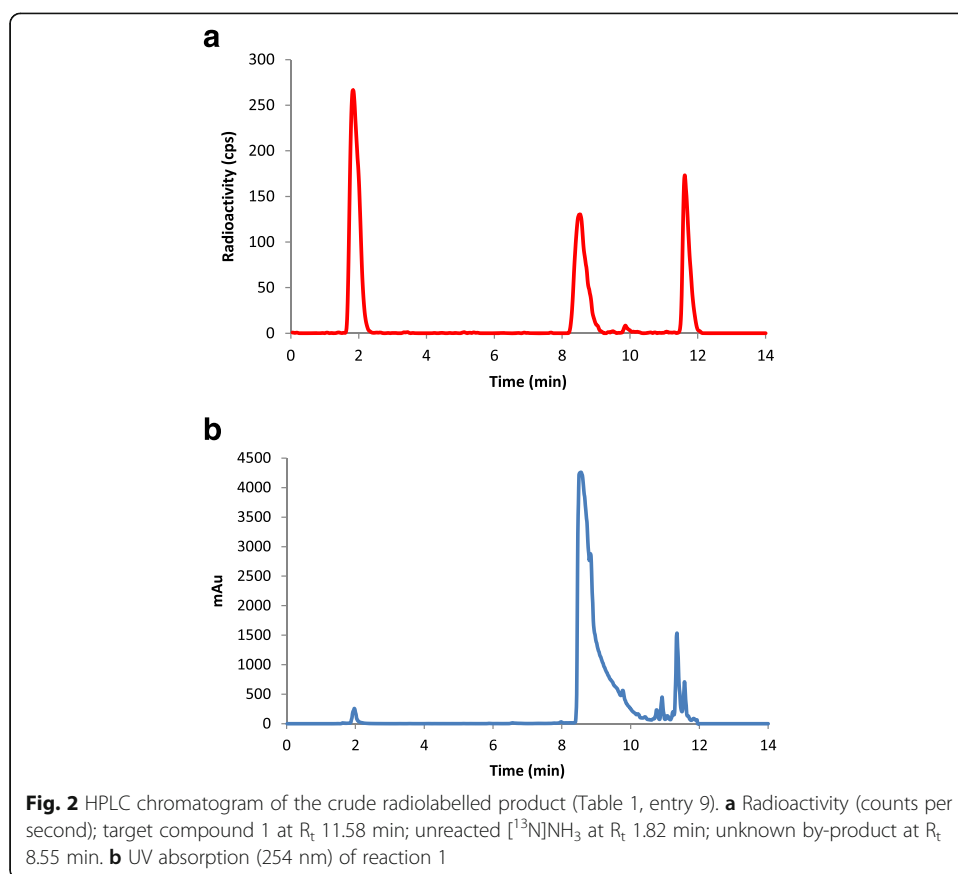 a
300
250
200
150
100
50
0
Radioactivity (cps)
0 2 4 6 8 10 12 14
Time (min)
b
4500
4000
3500
3000
2500
2000
1500
1000
500
0
mAu
0 2 4 6 8 10 12 14
Time (min)
Fig. 2 HPLC chromatogram of the crude radiolabelled product (Table 1, entry 9). a Radioactivity (counts per
second); target compound 1 at Rt 11.58 min; unreacted [¹³N]NH₃ at Rt 1.82 min; unknown by-product at Rt
8.55 min. b UV absorption (254 nm) of reaction 1